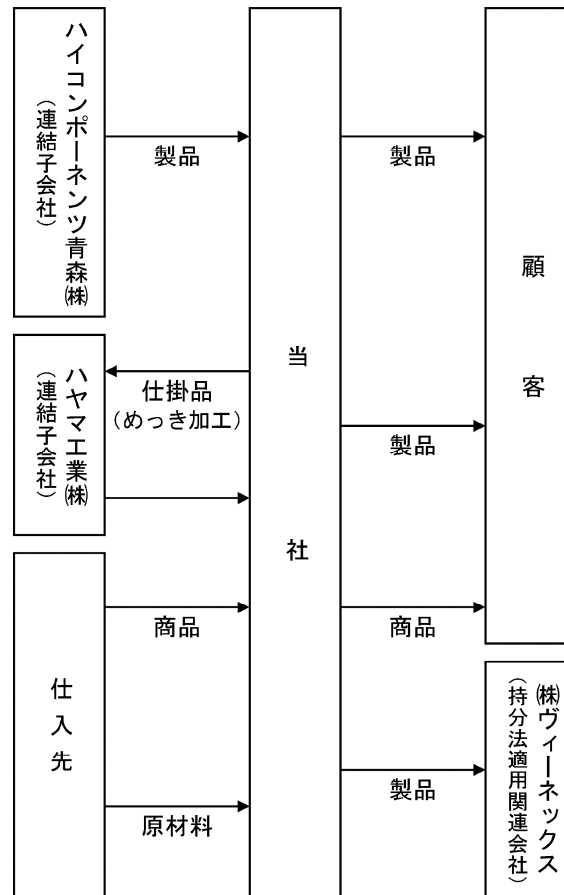 ハイコンポーネンツ青森㈱
（連結子会社）
製品
製品
顧客
当社
ハヤマ工業㈱
（連結子会社）
仕掛品
（めっき加工）
製品
仕入先
商品
商品
原材料
製品
㈱ヴィーネックス
（持分法適用関連会社）